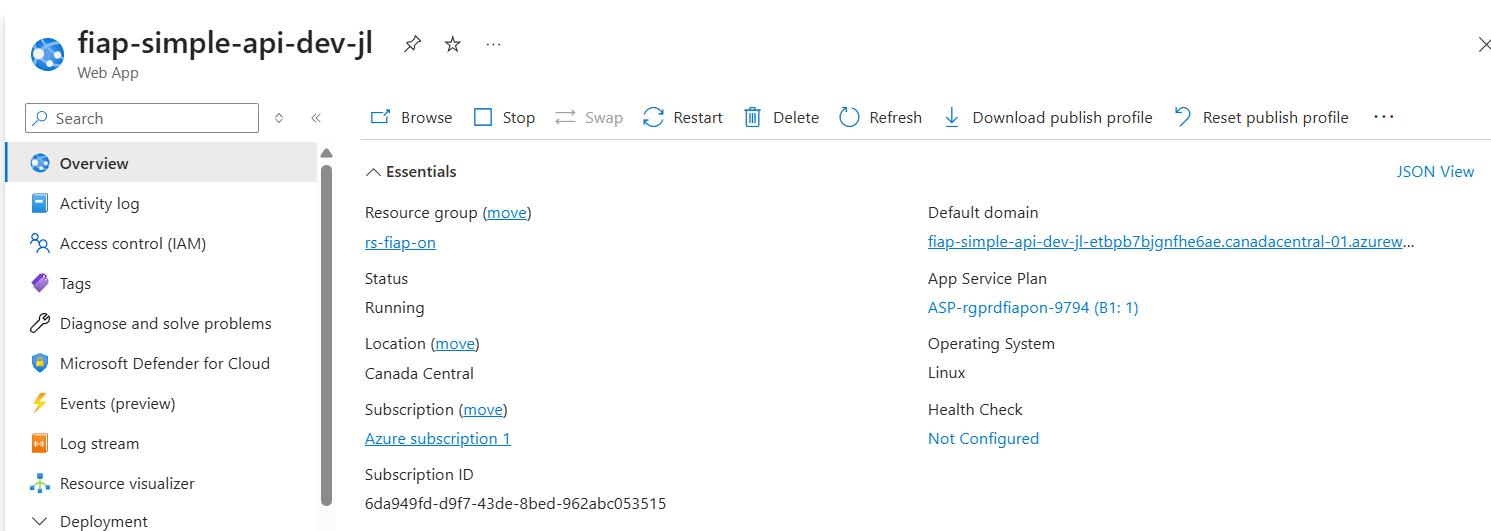 fiap-simple-api-dev-jl
Web App
Search
Browse Stop Swap Restart Delete Refresh Download publish profile Reset publish profile
Overview
Activity log
Access control (IAM)
Tags
Diagnose and solve problems
Microsoft Defender for Cloud
Events (preview)
Log stream
Resource visualizer
Deployment
Essentials
JSON View
Resource group (move)
rs-fiap-on
Status
Running
Location (move)
Canada Central
Subscription (move)
Azure subscription 1
Subscription ID
6da949fd-d9f7-43de-8bed-962abc053515
Default domain
fiap-simple-api-dev-jl-etbpb7bjgnfhe6ae.canadacentral-01.azurew...
App Service Plan
ASP-rgprdfiapon-9794 (B1: 1)
Operating System
Linux
Health Check
Not Configured